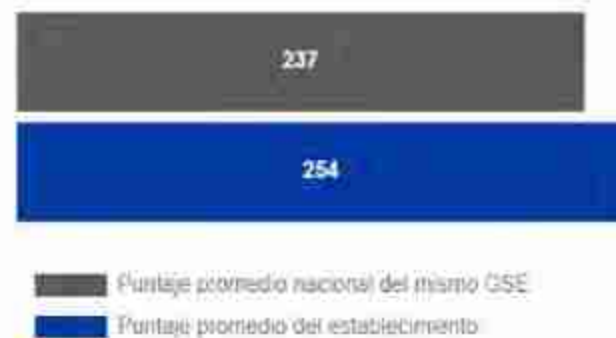 237
254
Puntaje promedio nacional del mismo GSE
Puntaje promedio del establecimiento